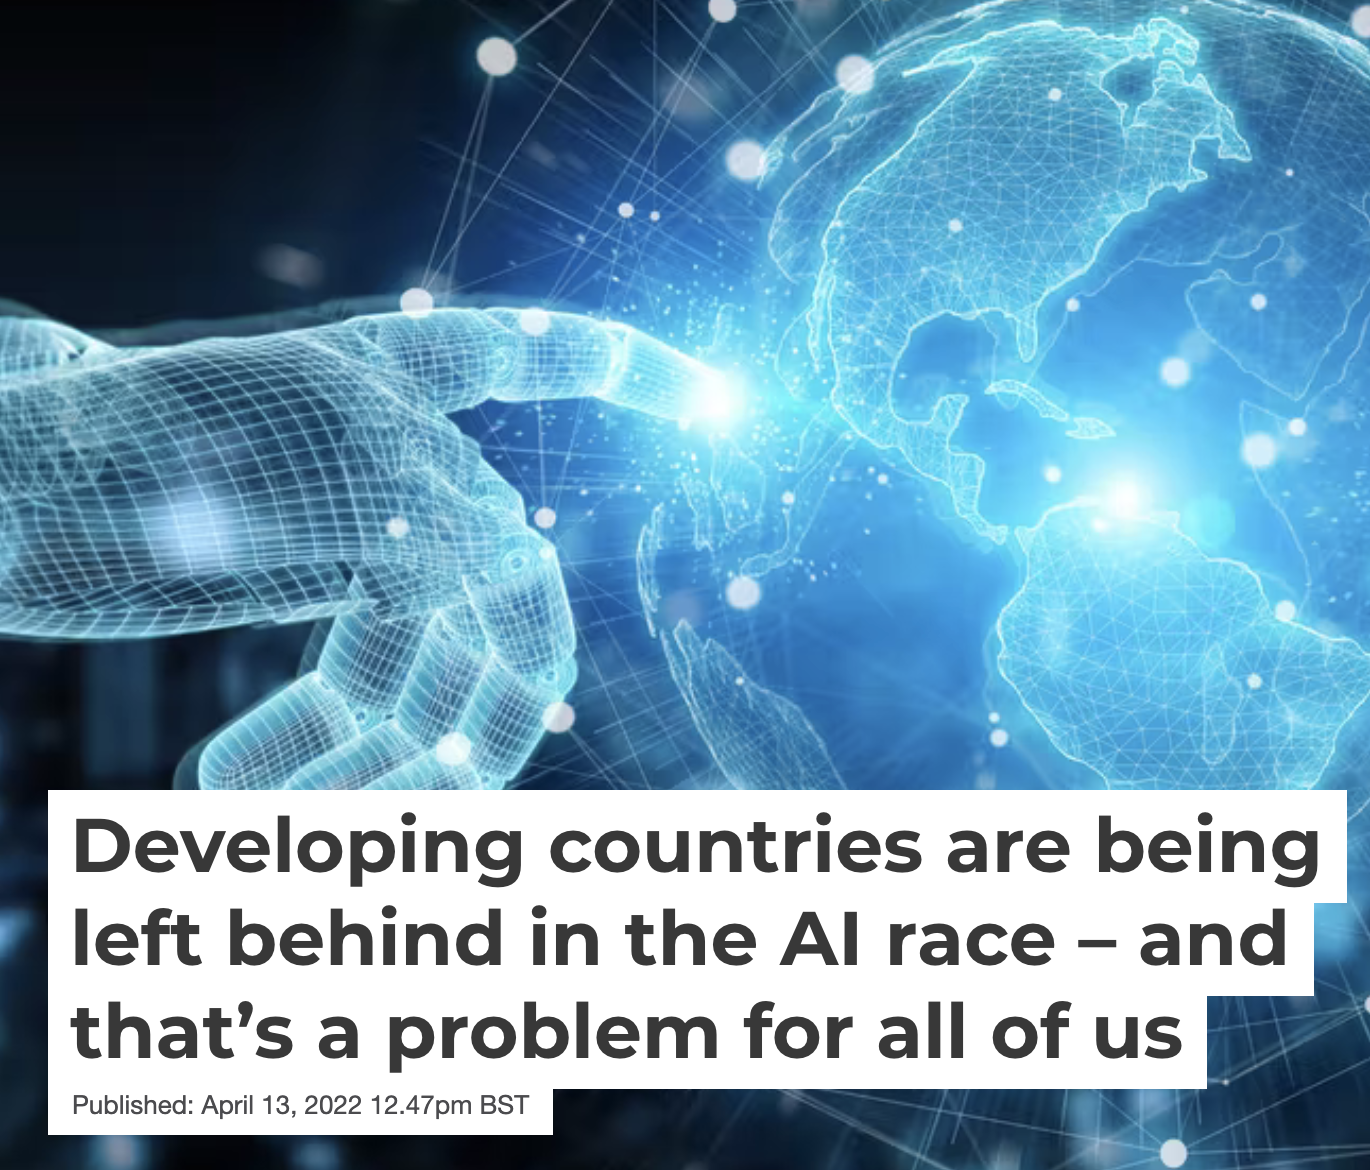 Developing countries are being
left behind in the AI race – and
that’s a problem for all of us
Published: April 13, 2022 12.47pm BST